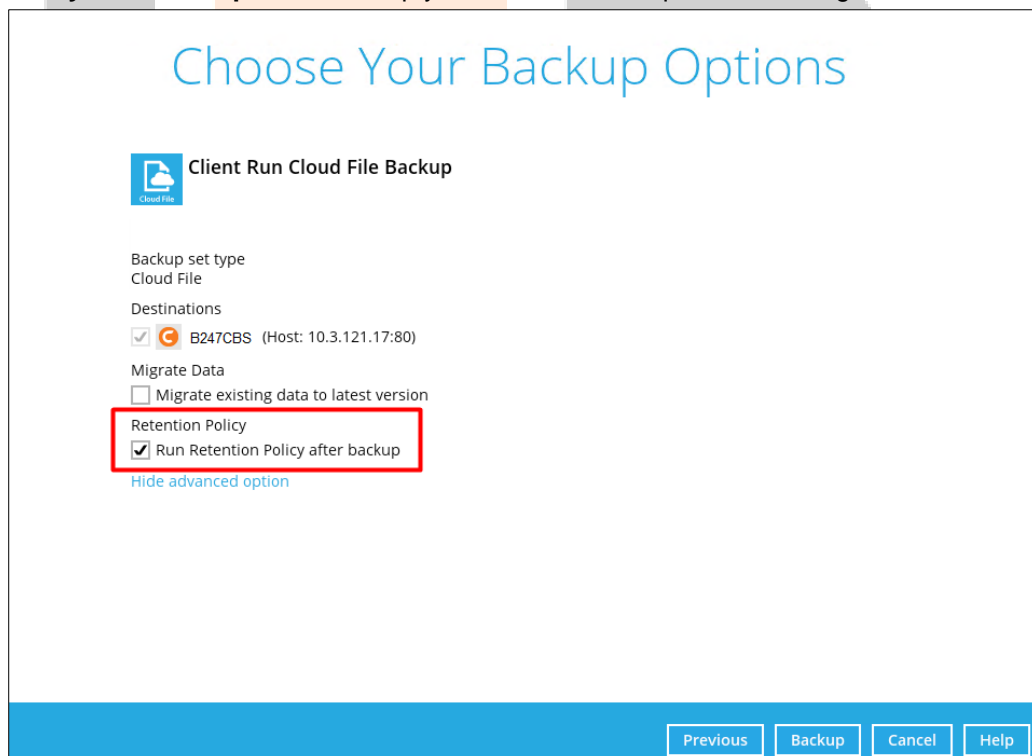 Choose Your Backup Options
Client Run Cloud File Backup
Cloud File
Backup set type
Cloud File
Destinations
B247CBS (Host: 10.3.121.17:80)
Migrate Data
Migrate existing data to latest version
Retention Policy
Run Retention Policy after backup
Hide advanced option
Previous Backup Cancel Help